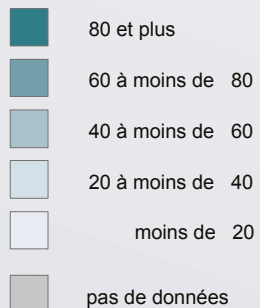 80 et plus
60 à moins de 80
40 à moins de 60
20 à moins de 40
moins de 20
pas de données